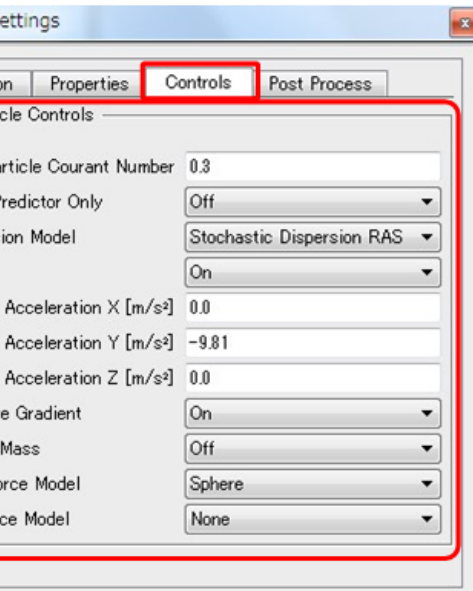 ettings
on Properties Controls Post Process
cle Controls
article Courant Number 0.3
Predictor Only Off
ion Model Stochastic Dispersion RAS
On
Acceleration X [m/s²] 0.0
Acceleration Y [m/s²] -9.81
Acceleration Z [m/s²] 0.0
e Gradient On
Mass Off
orce Model Sphere
ce Model None